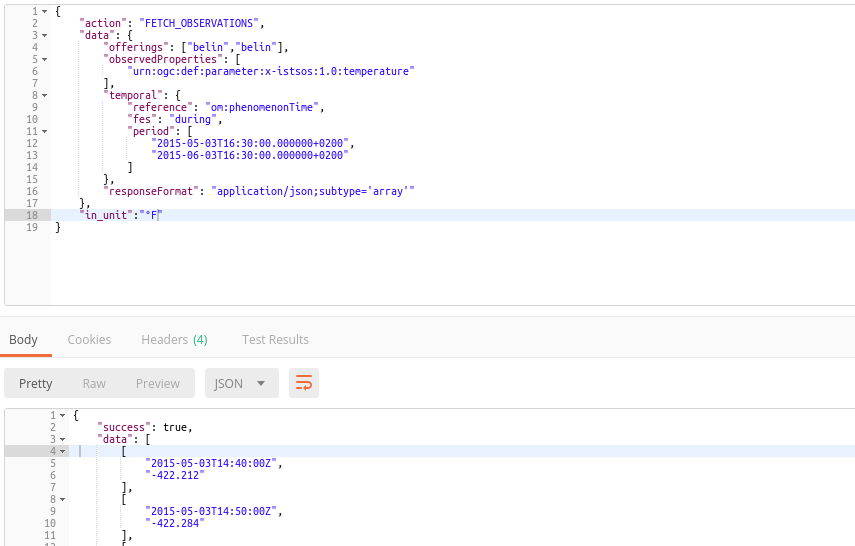 1 {
2 "action": "FETCH_OBSERVATIONS",
3 "data": {
4 "offerings": ["belin","belin"],
5 "observedProperties": [
6 "urn:ogc:def:parameter:x-istsos:1.0:temperature"
7 ],
8 "temporal": {
9 "reference": "om:phenomenonTime",
10 "fes": "during",
11 "period": [
12 "2015-05-03T16:30:00.000000+0200",
13 "2015-06-03T16:30:00.000000+0200"
14 ]
15 },
16 "responseFormat": "application/json;subtype='array'"
17 },
18 "in_unit":"°F"
19 }
Body Cookies Headers (4) Test Results
Pretty Raw Preview JSON
1 {
2 "success": true,
3 "data": [
4 [
5 "2015-05-03T14:40:00Z",
6 "-422.212"
7 ],
8 [
9 "2015-05-03T14:50:00Z",
10 "-422.284"
11 ],
12 [